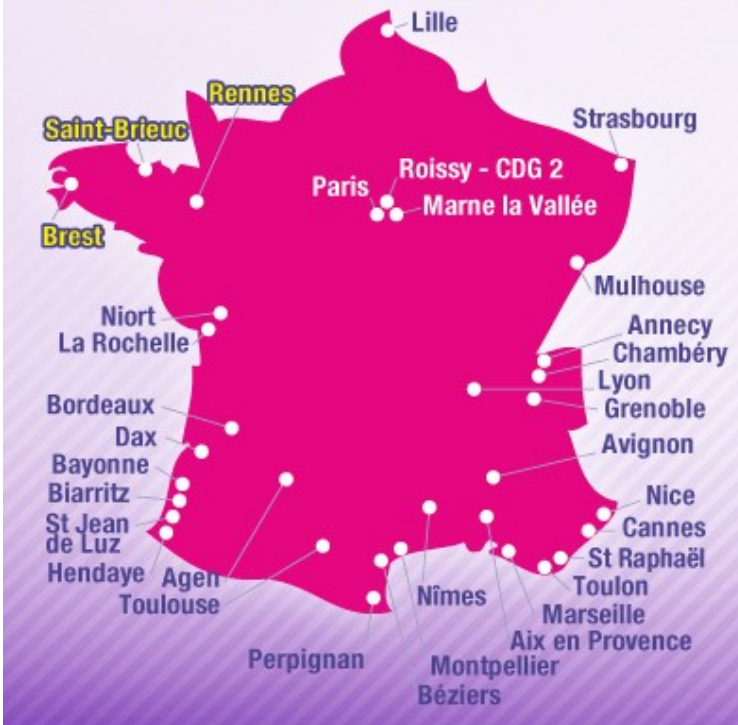 Lille
Rennes
Strasbourg
Saint-Brieuc
Roissy - CDG 2
Paris
Marne la Vallée
Brest
Mulhouse
Niort
Annecy
La Rochelle
Chambéry
Lyon
Bordeaux
Grenoble
Dax
Avignon
Bayonne
Biarritz
Nice
St Jean
de Luz
Cannes
Hendaye
St Raphaël
Agen
Toulon
Toulouse
Nîmes
Marseille
Aix en Provence
Perpignan
Montpellier
Béziers